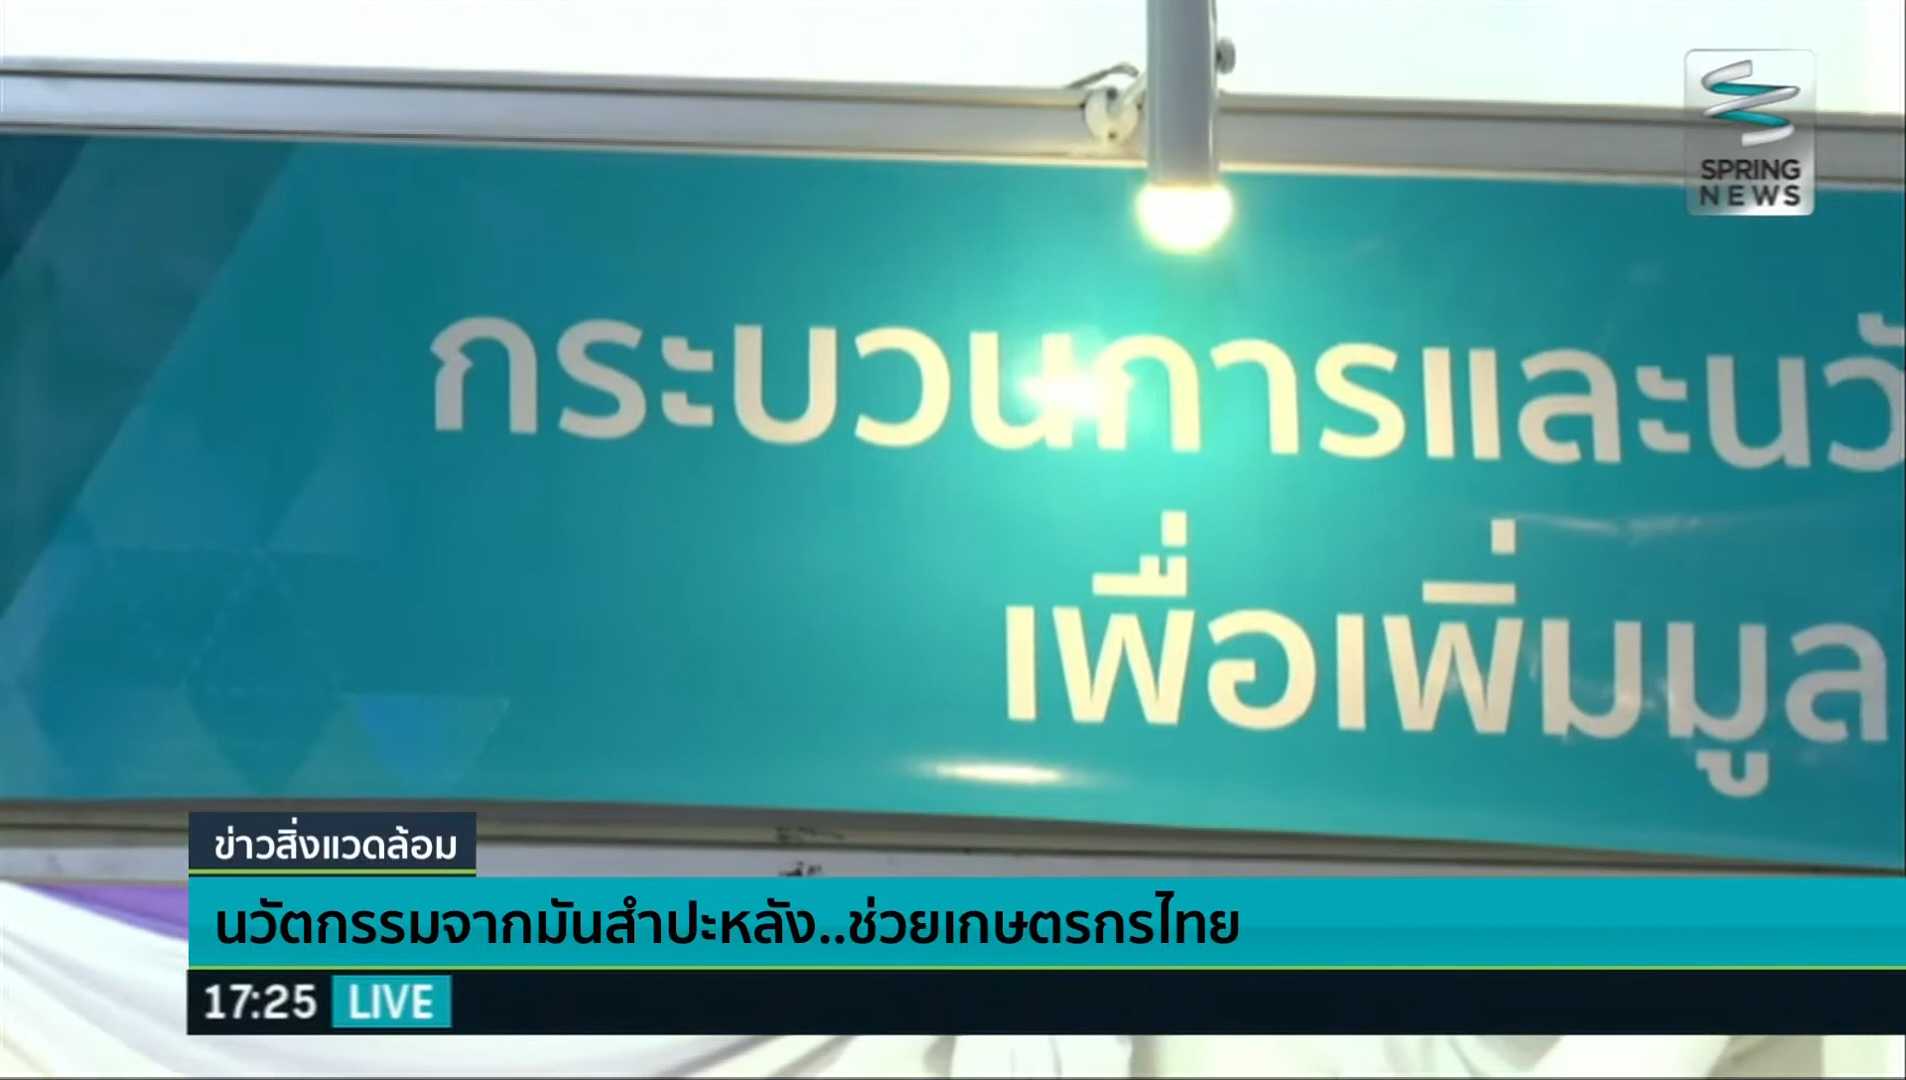 SPRING
NEWS
กระบวนการและนวั
เพื่อเพิ่มมูล
ข่าวสิ่งแวดล้อม
นวัตกรรมจากมันสำปะหลัง..ช่วยเกษตรกรไทย
17:25 LIVE